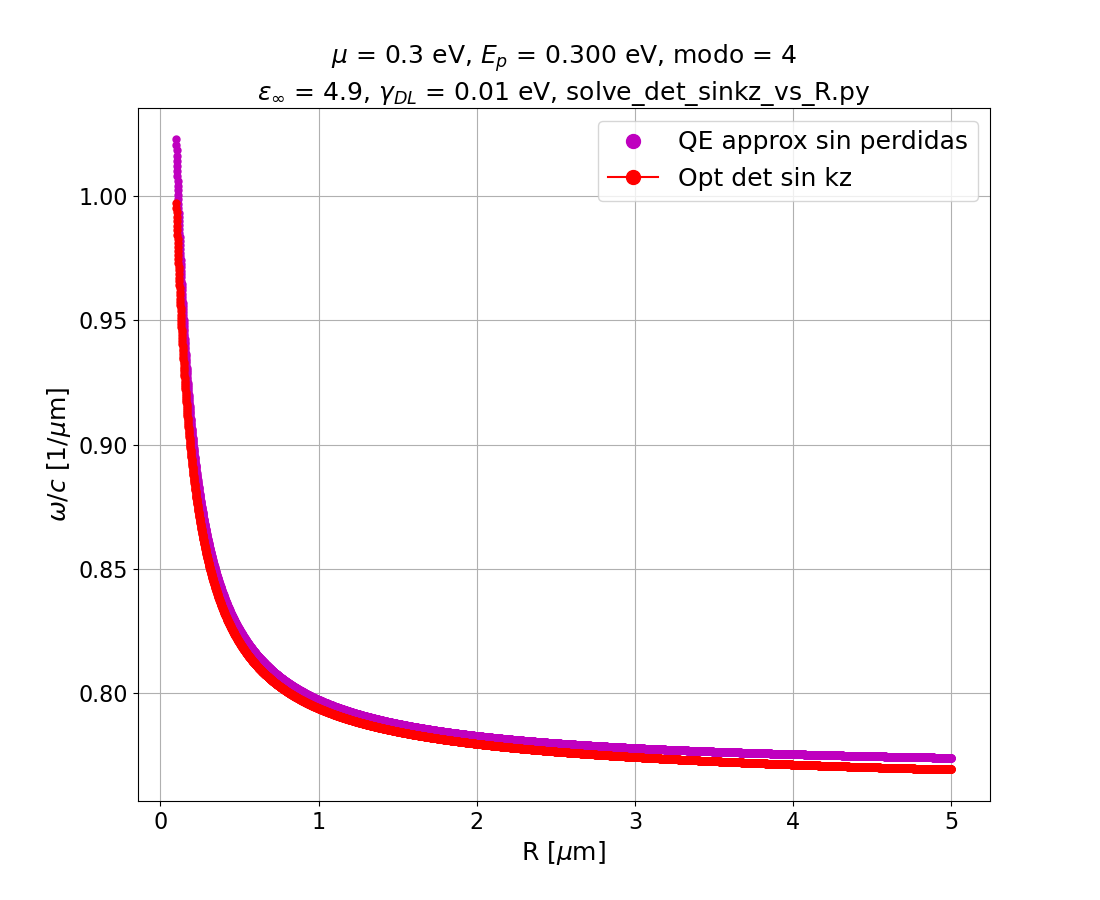 μ = 0.3 eV, E_p = 0.300 eV, modo = 4
ε_∞ = 4.9, γ_DL = 0.01 eV, solve_det_sinkz_vs_R.py
QE approx sin perdidas
Opt det sin kz
1.00
0.95
0.90
0.85
0.80
ω/c [1/μm]
0
1
2
3
4
5
R [μm]